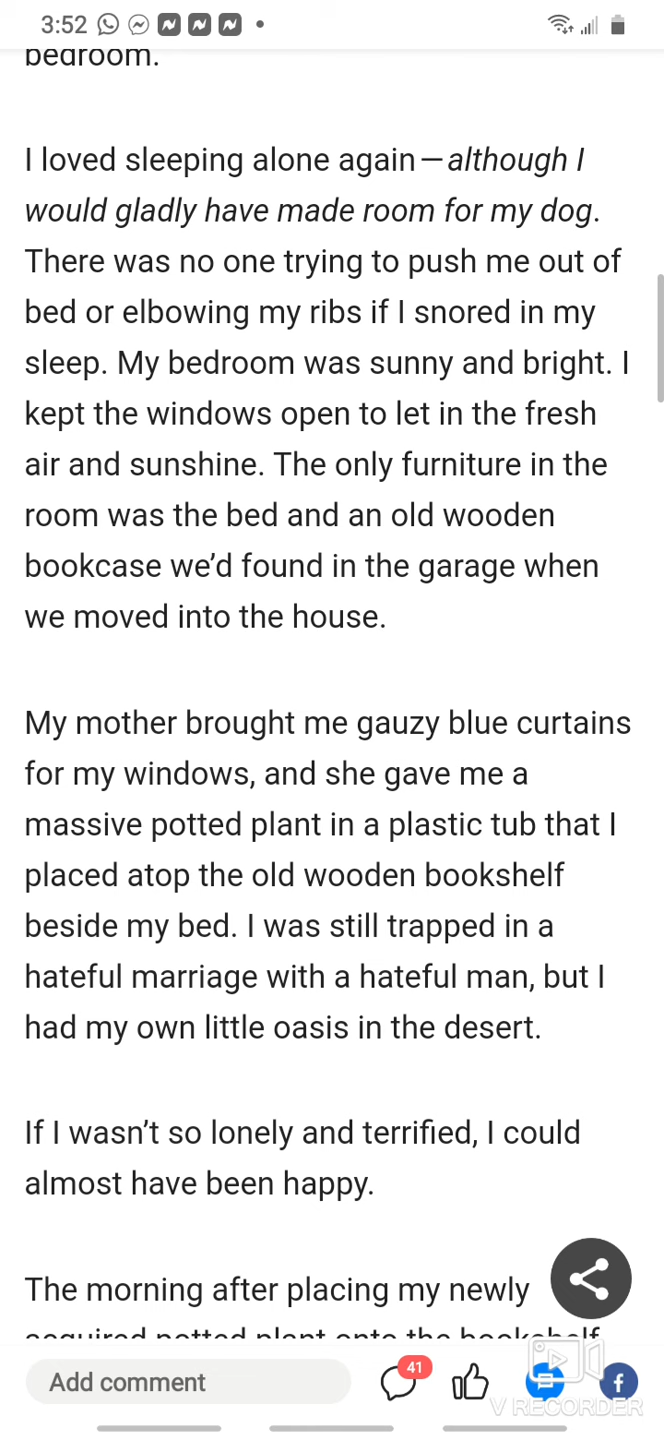 3:52
bedroom.
I loved sleeping alone again—although I
would gladly have made room for my dog.
There was no one trying to push me out of
bed or elbowing my ribs if I snored in my
sleep. My bedroom was sunny and bright. I
kept the windows open to let in the fresh
air and sunshine. The only furniture in the
room was the bed and an old wooden
bookcase we’d found in the garage when
we moved into the house.
My mother brought me gauzy blue curtains
for my windows, and she gave me a
massive potted plant in a plastic tub that I
placed atop the old wooden bookshelf
beside my bed. I was still trapped in a
hateful marriage with a hateful man, but I
had my own little oasis in the desert.
If I wasn’t so lonely and terrified, I could
almost have been happy.
The morning after placing my newly
acquired potted plant onto the bookshelf
Add comment
41
V RECORDER